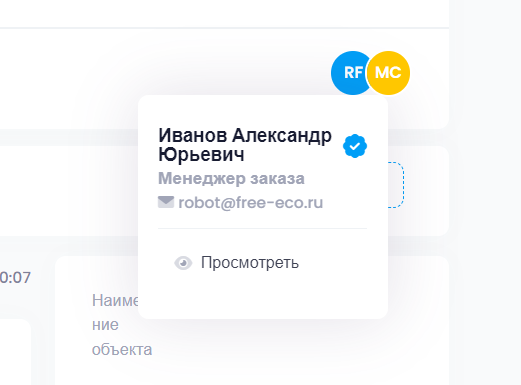 RF MC
Иванов Александр
Юрьевич
Менеджер заказа
robot@free-eco.ru
Просмотреть
0:07
Наиме
ние
объекта